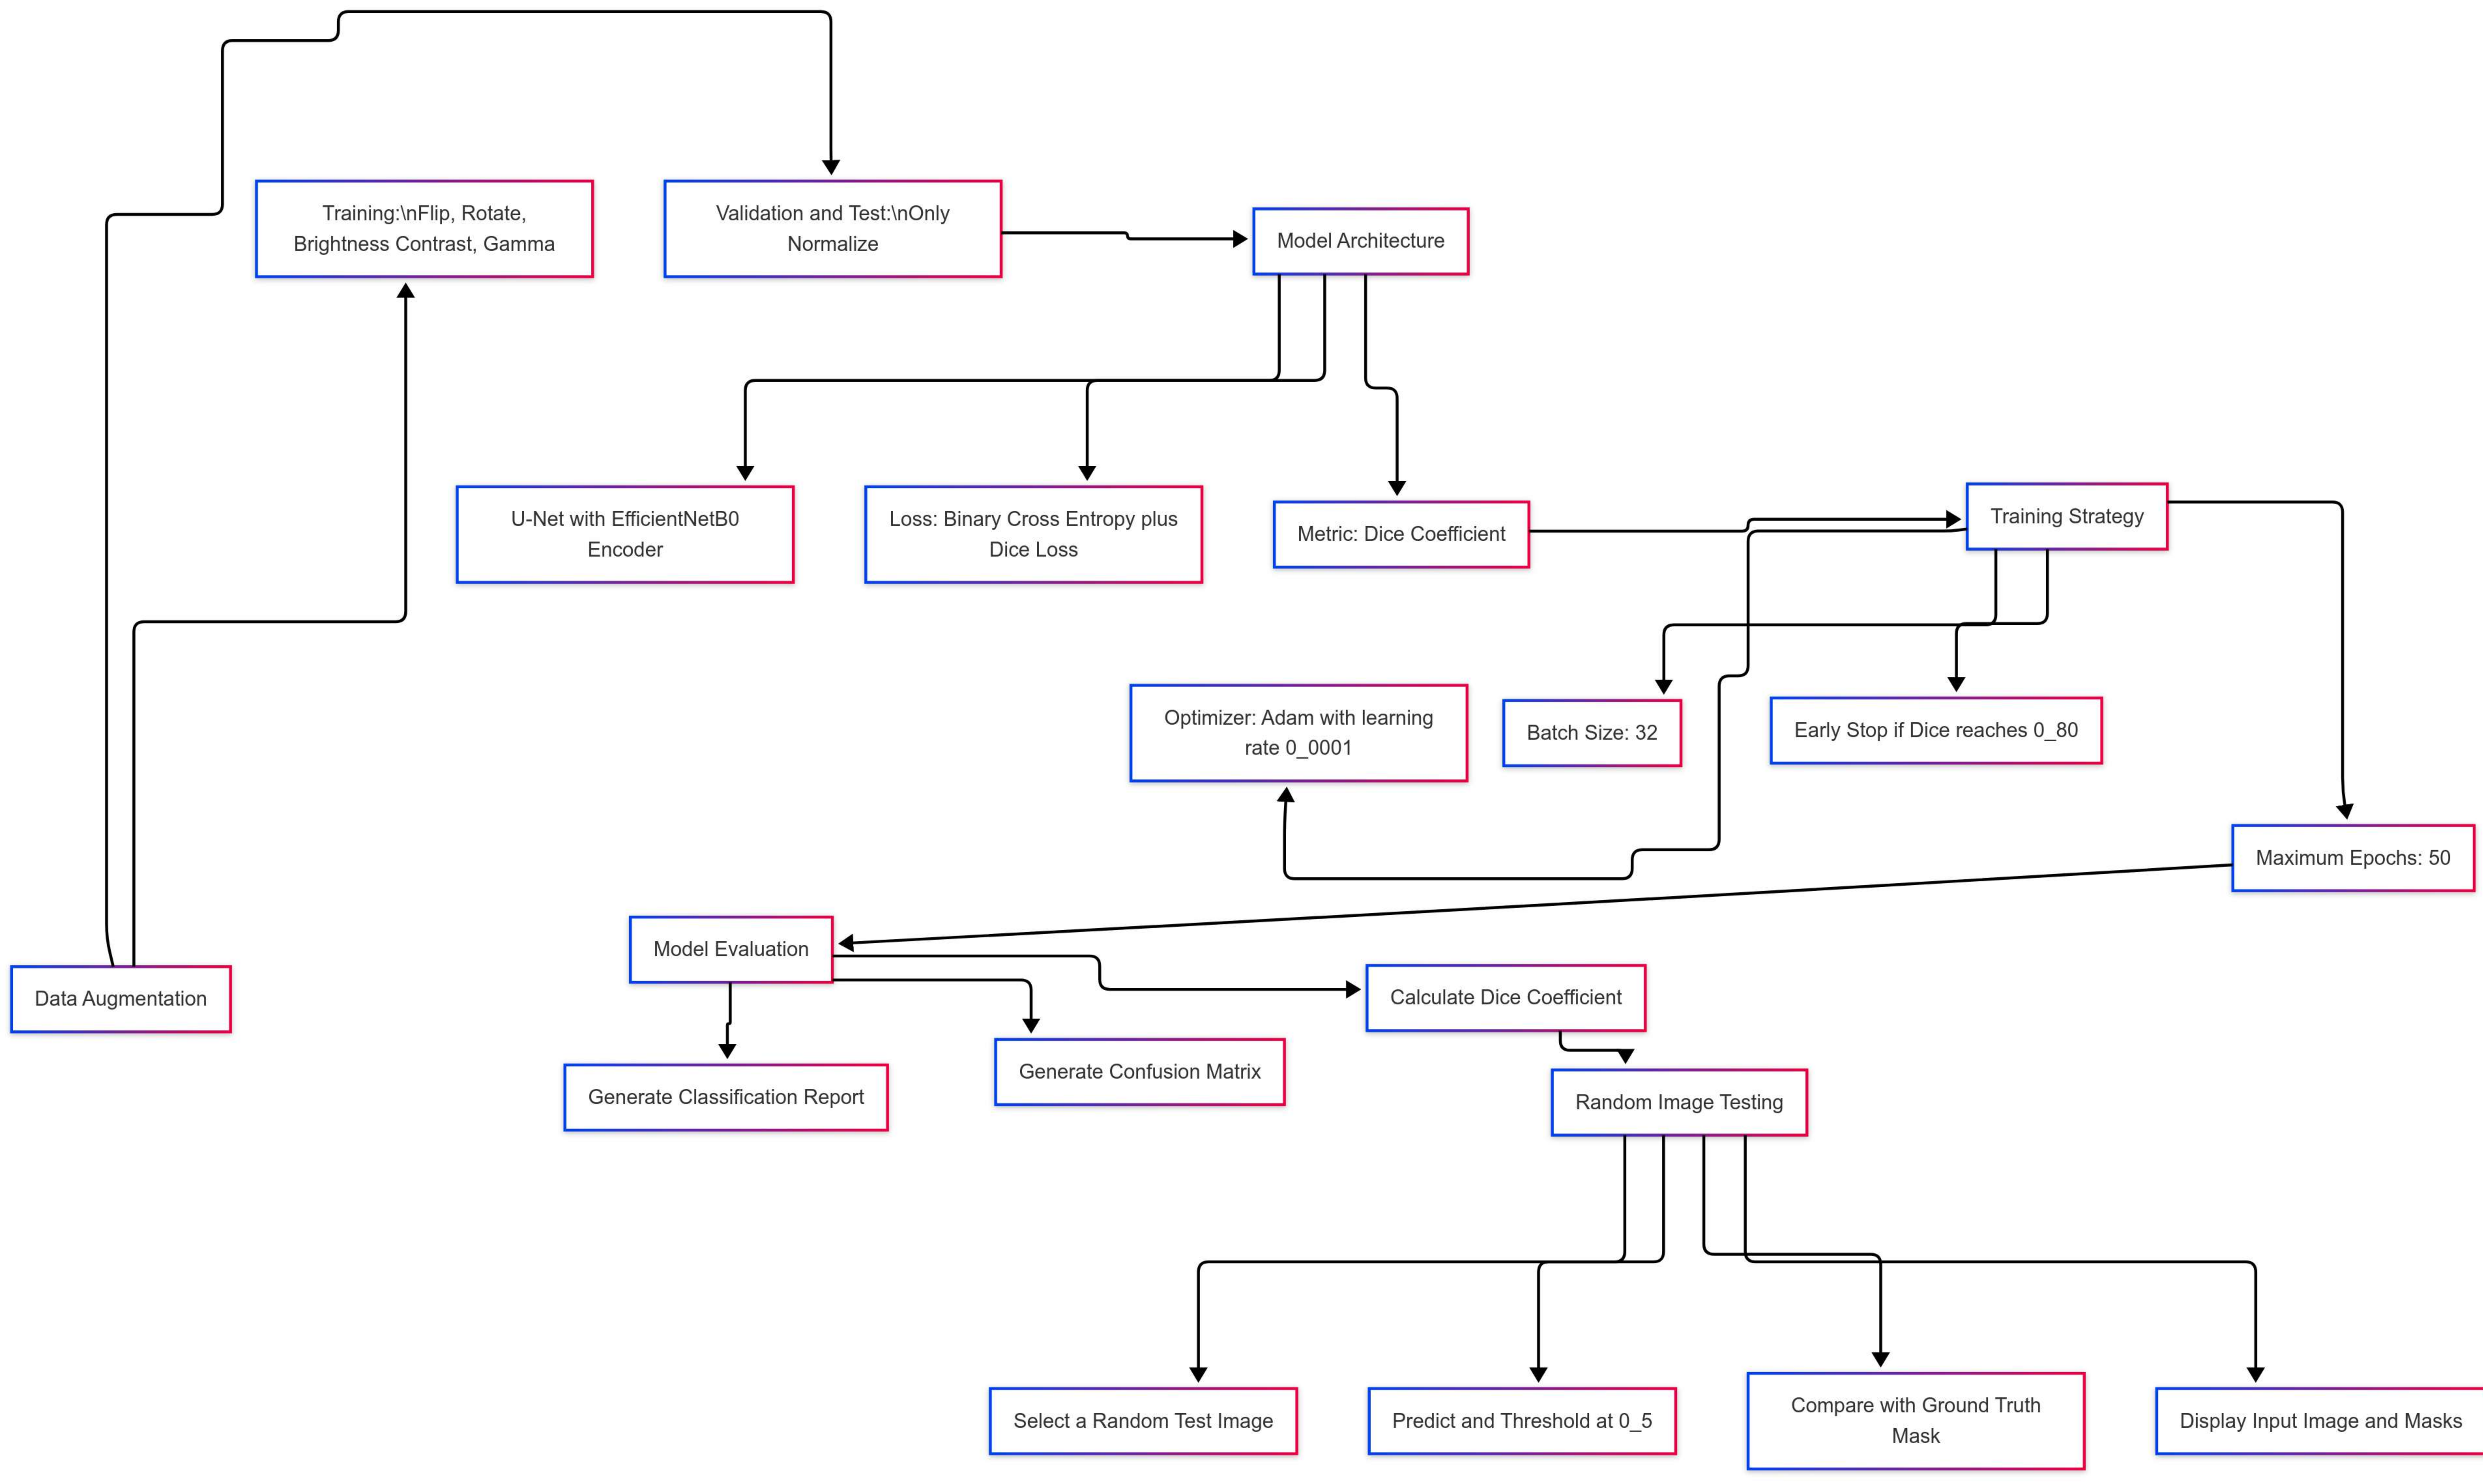 Training:\nFlip, Rotate,
Brightness Contrast, Gamma
Validation and Test:\nOnly
Normalize
Model Architecture
U-Net with EfficientNetB0
Encoder
Loss: Binary Cross Entropy plus
Dice Loss
Metric: Dice Coefficient
Training Strategy
Optimizer: Adam with learning
rate 0_0001
Batch Size: 32
Early Stop if Dice reaches 0_80
Maximum Epochs: 50
Model Evaluation
Data Augmentation
Calculate Dice Coefficient
Generate Classification Report
Generate Confusion Matrix
Random Image Testing
Select a Random Test Image
Predict and Threshold at 0_5
Compare with Ground Truth
Mask
Display Input Image and Masks